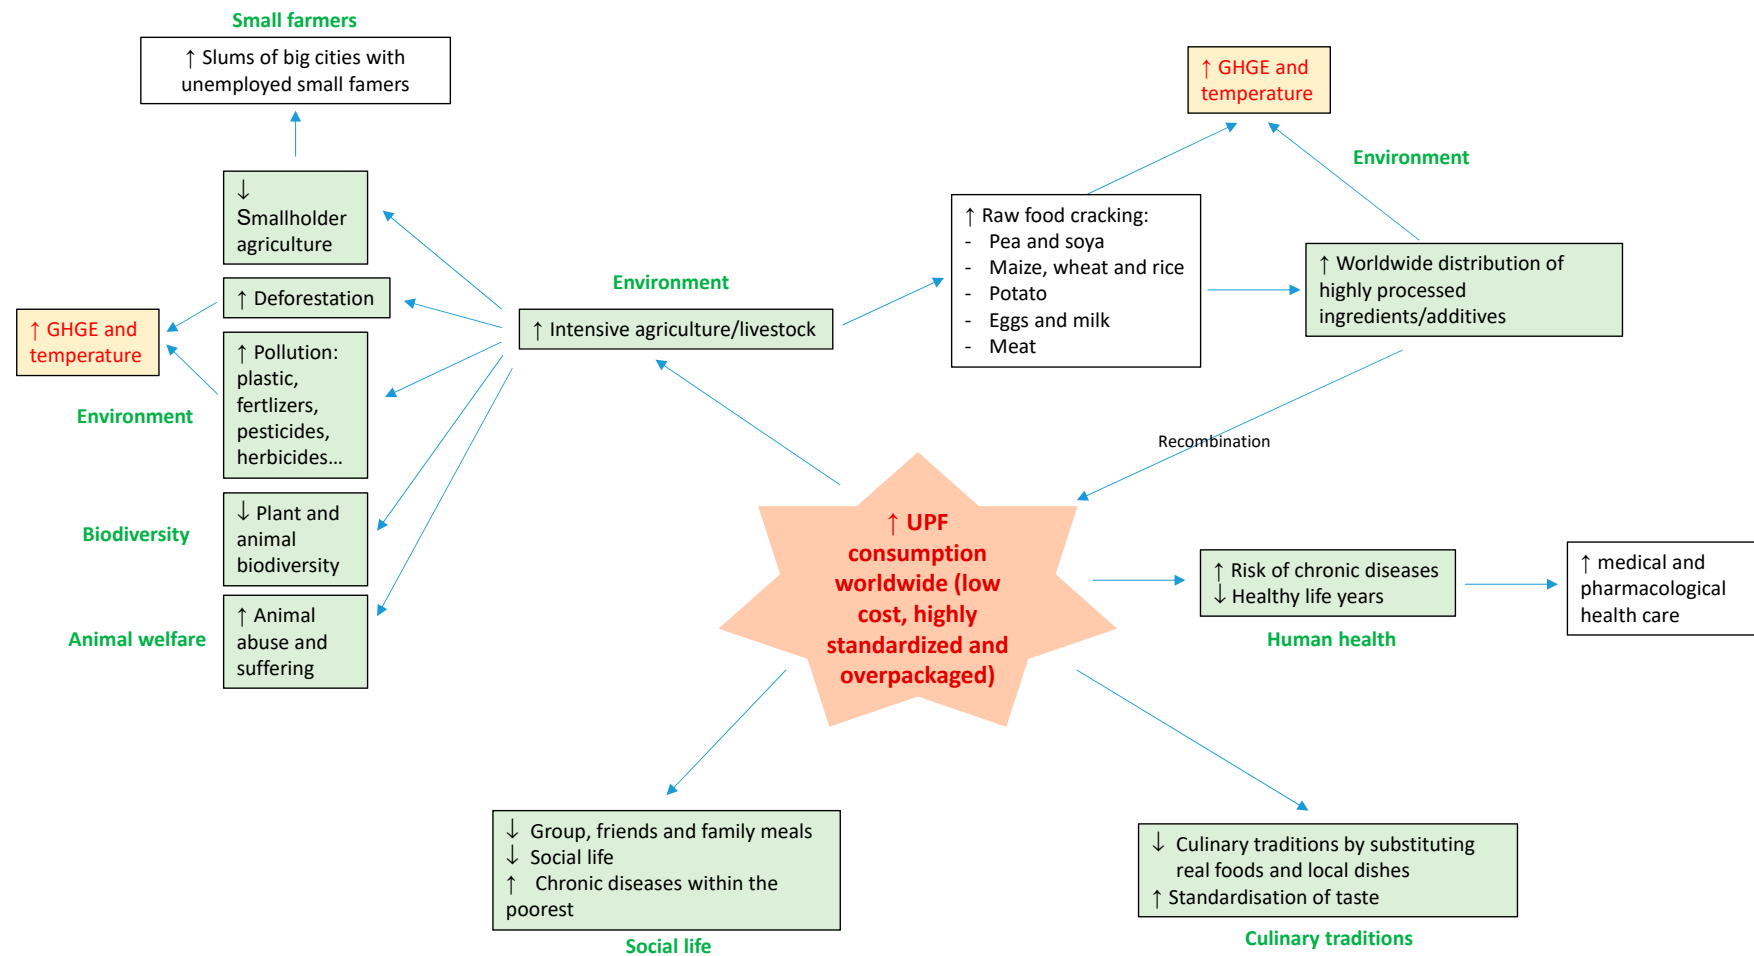 Small farmers
↑ Slums of big cities with
unemployed small famers
↓
Smallholder
agriculture
↑ Deforestation
↑ GHGE and
temperature
↑ Pollution:
plastic,
fertlizers,
pesticides,
herbicides…
Environment
↓ Plant and
animal
biodiversity
Biodiversity
↑ Animal
abuse and
suffering
Animal welfare
Environment
↑ Intensive agriculture/livestock
↑ GHGE and
temperature
Environment
↑ Raw food cracking:
- Pea and soya
- Maize, wheat and rice
- Potato
- Eggs and milk
- Meat
↑ Worldwide distribution of
highly processed
ingredients/additives
Recombination
↑ UPF
consumption
worldwide (low
cost, highly
standardized and
overpackaged)
↑ Risk of chronic diseases
↓ Healthy life years
Human health
↑ medical and
pharmacological
health care
↓ Group, friends and family meals
↓ Social life
↑ Chronic diseases within the
poorest
Social life
↓ Culinary traditions by substituting
real foods and local dishes
↑ Standardisation of taste
Culinary traditions